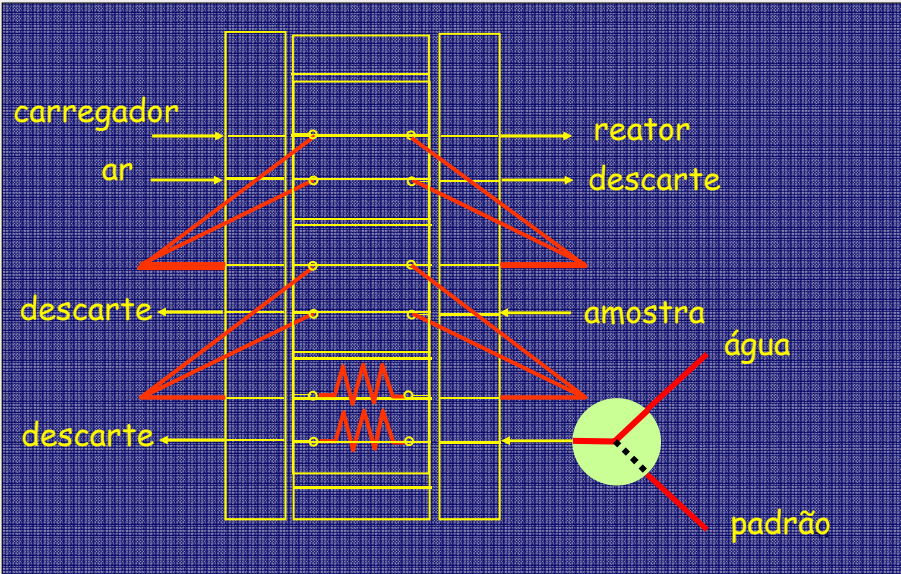 carregador
reator
ar
descarte
descarte
amostra
água
descarte
padrão